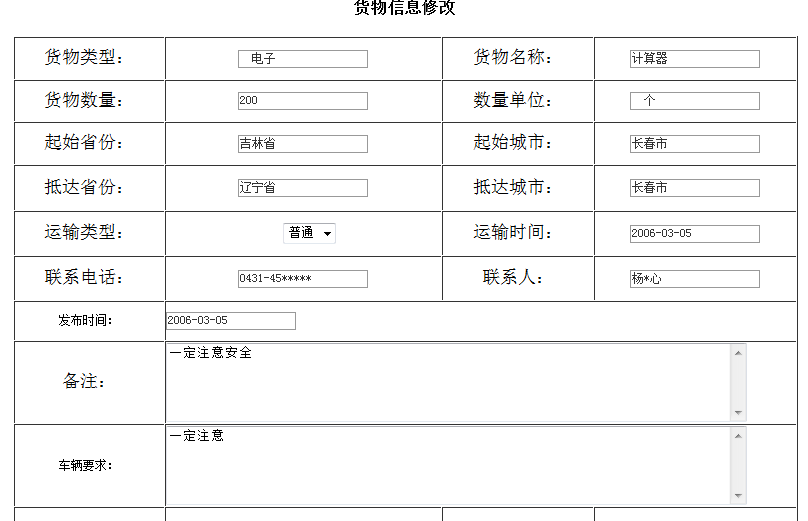 货物信息修改
货物类型： 电子 货物名称： 计算器
货物数量： 200 数量单位： 个
起始省份： 吉林省 起始城市： 长春市
抵达省份： 辽宁省 抵达城市： 长春市
运输类型： 普通 运输时间： 2006-03-05
联系电话： 0431-45***** 联系人： 杨*心
发布时间： 2006-03-05
备注： 一定注意安全
车辆要求： 一定注意